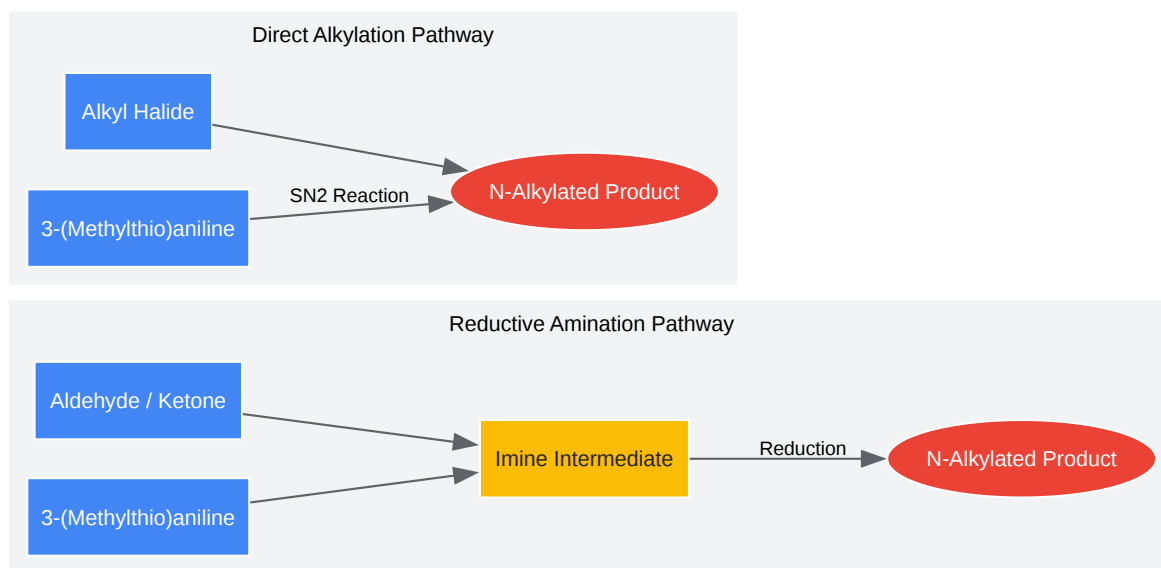 Direct Alkylation Pathway
Alkyl Halide
3-(Methylthio)aniline
SN2 Reaction
N-Alkylated Product
Reductive Amination Pathway
Aldehyde / Ketone
3-(Methylthio)aniline
Imine Intermediate
Reduction
N-Alkylated Product